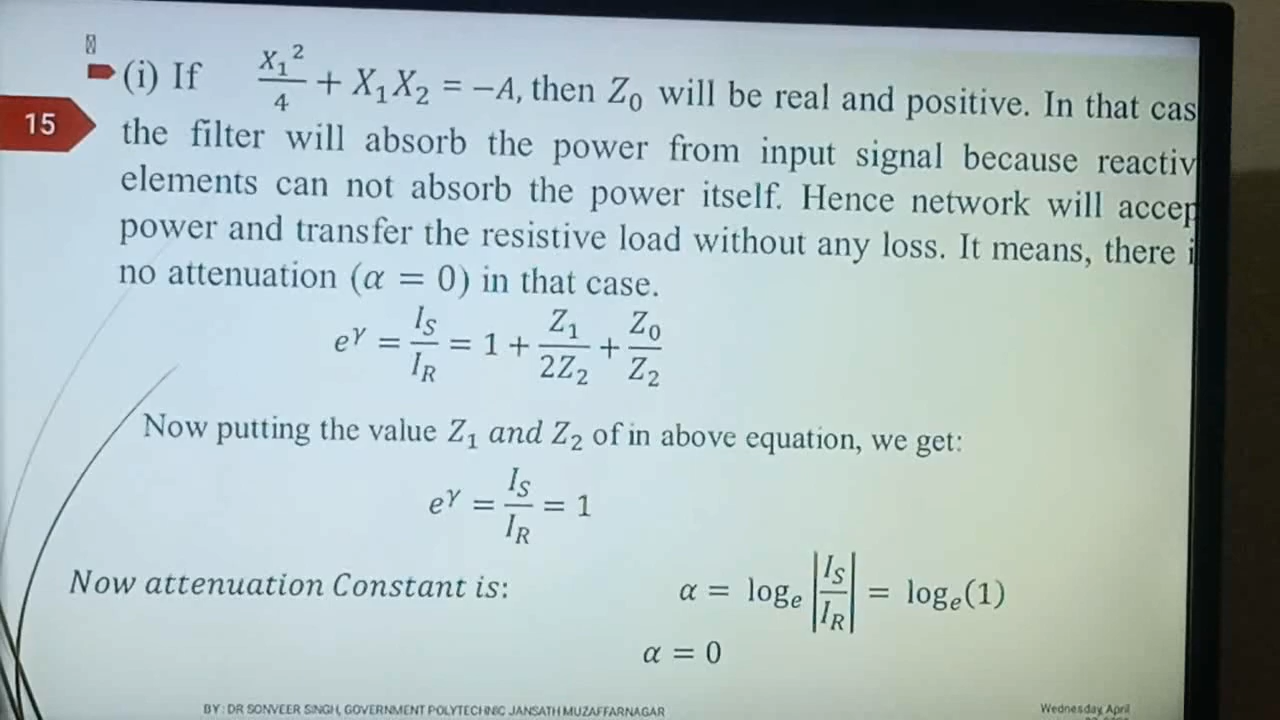 (i) If X₁²/4 + X₁X₂ = −A, then Z₀ will be real and positive. In that cas
15
the filter will absorb the power from input signal because reactiv
elements can not absorb the power itself. Hence network will accep
power and transfer the resistive load without any loss. It means, there i
no attenuation (α = 0) in that case.
e^γ = I_S/I_R = 1 + Z₁/2Z₂ + Z₀/Z₂
Now putting the value Z₁ and Z₂ of in above equation, we get:
e^γ = I_S/I_R = 1
Now attenuation Constant is: α = logₑ |I_S/I_R| = logₑ(1)
α = 0
BY: DR SONVEER SINGH, GOVERNMENT POLYTECHNIC JANSATH MUZAFFARNAGAR
Wednesday, April